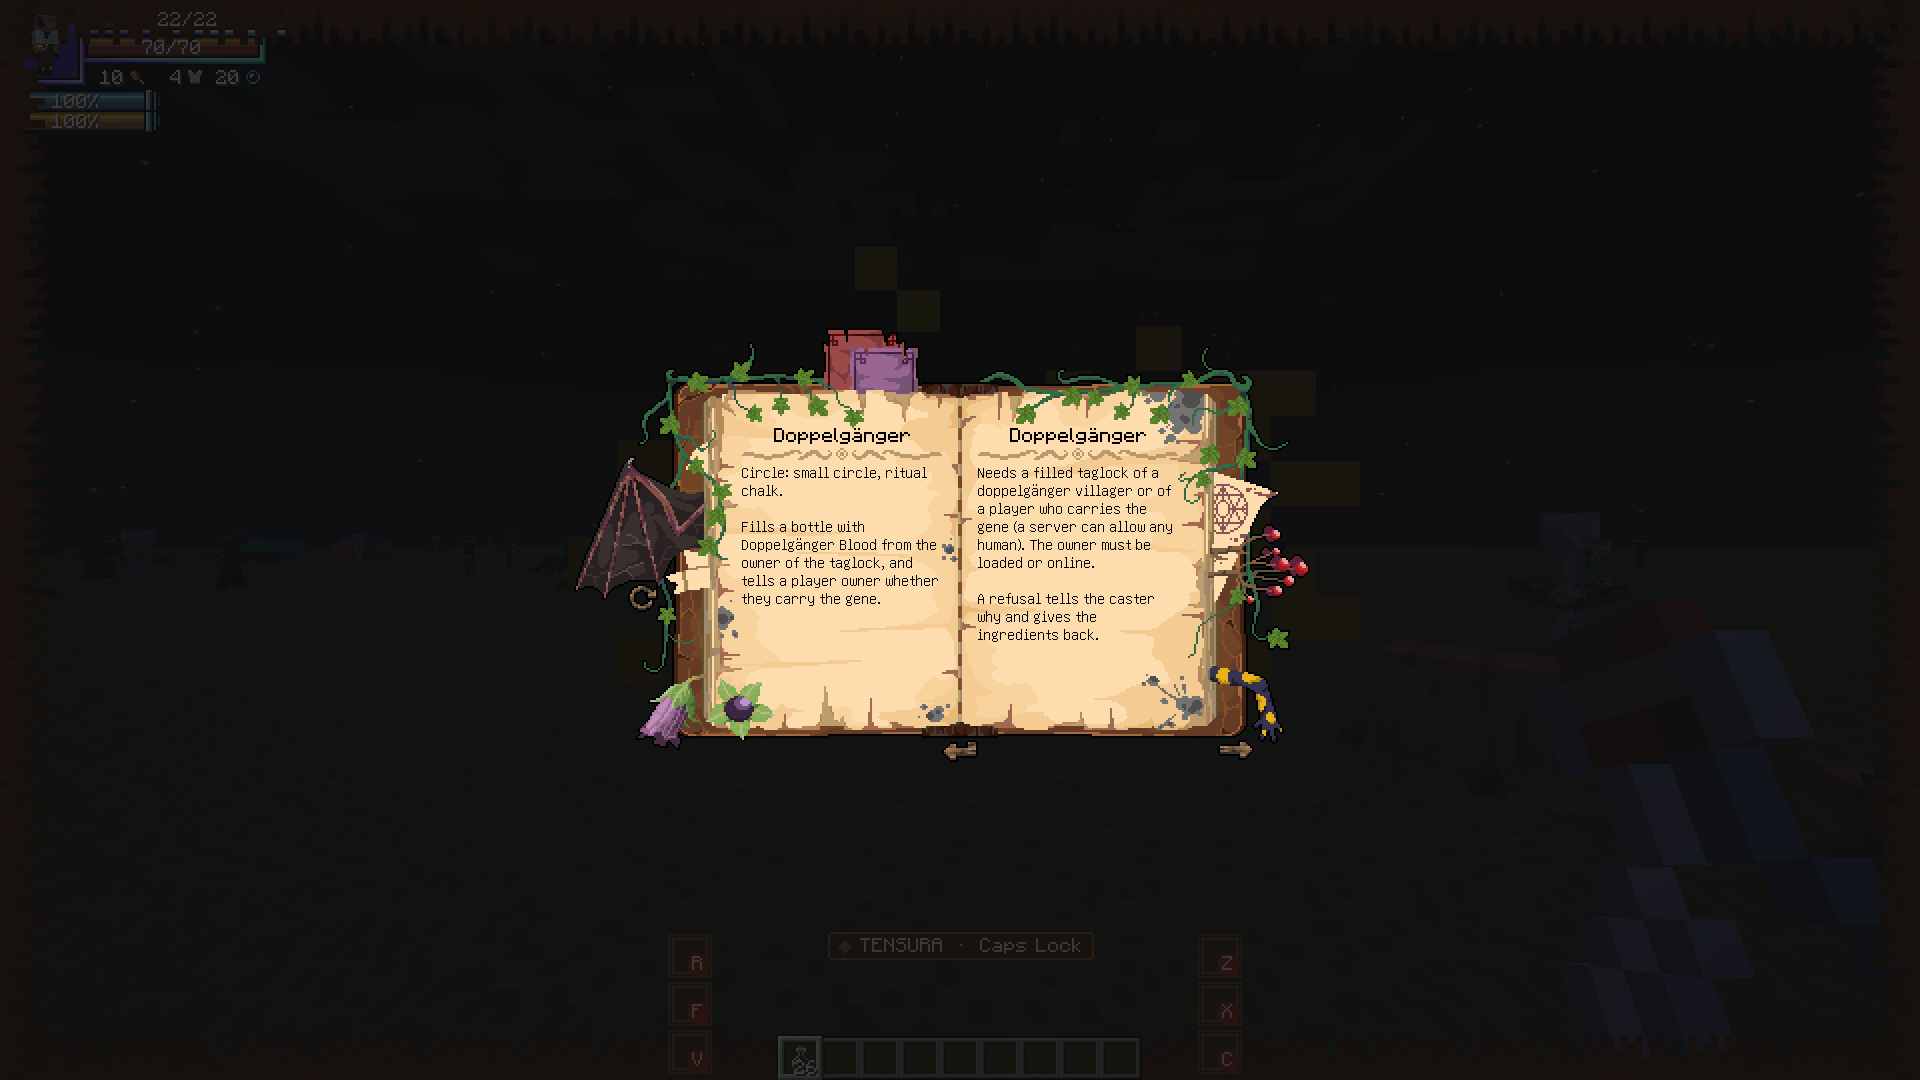 22/22
70/70
10 4 20
100%
100%
Doppelgänger
Circle: small circle, ritual
chalk.
Fills a bottle with
Doppelgänger Blood from the
owner of the taglock, and
tells a player owner whether
they carry the gene.
Doppelgänger
Needs a filled taglock of a
doppelgänger villager or of
a player who carries the
gene (a server can allow any
human). The owner must be
loaded or online.
A refusal tells the caster
why and gives the
ingredients back.
TENSURA · Caps Lock
R
F
V
Z
X
C
26